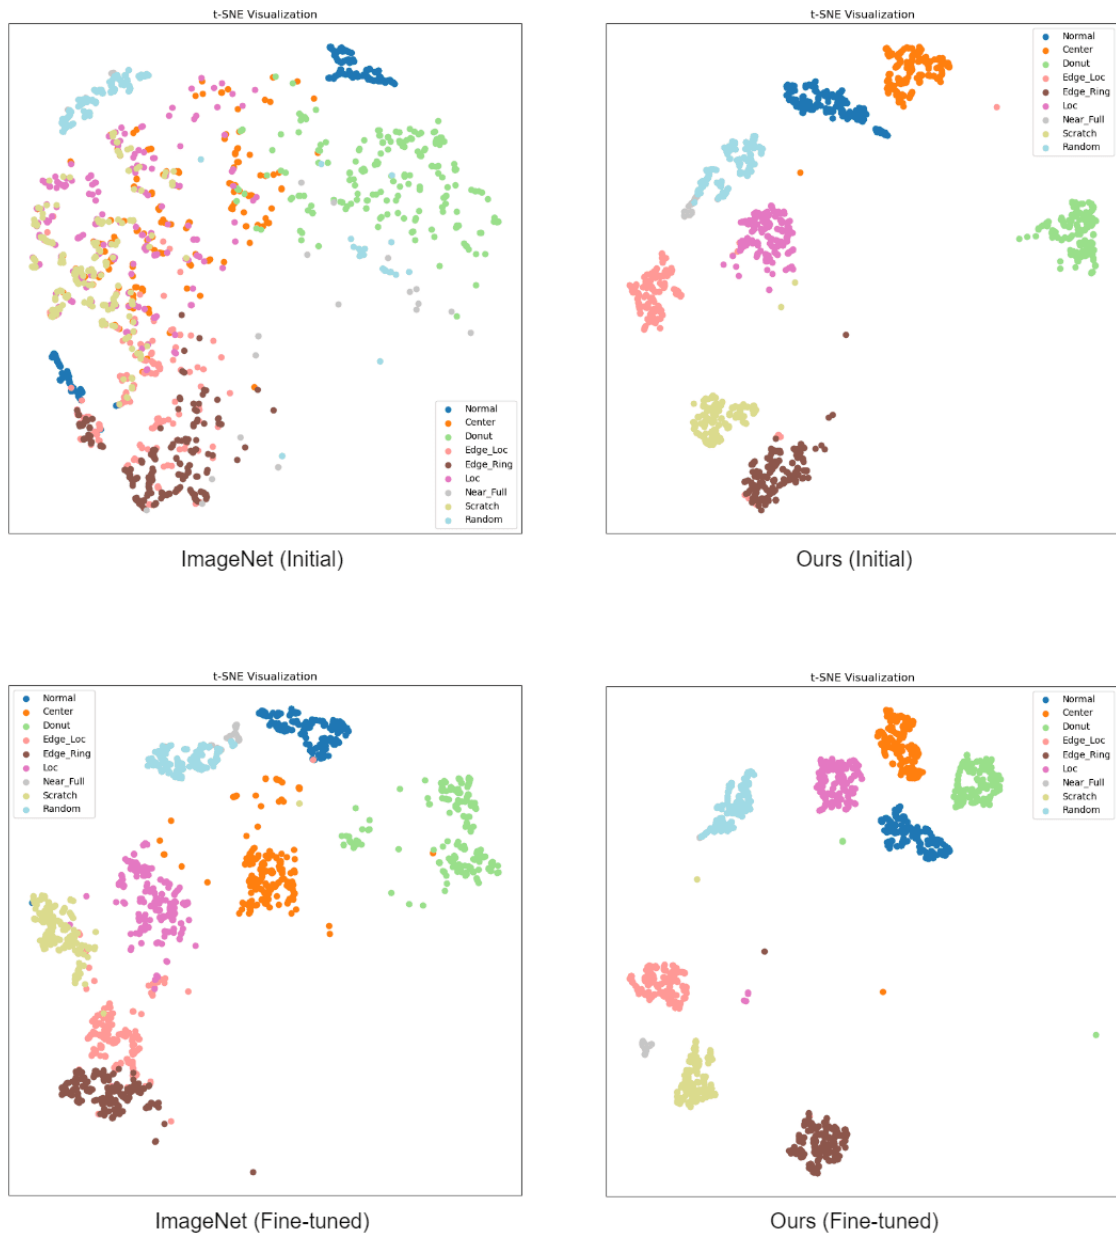 t-SNE Visualization
Normal
Center
Donut
Edge_Loc
Edge_Ring
Loc
Near_Full
Scratch
Random
ImageNet (Initial)
t-SNE Visualization
Normal
Center
Donut
Edge_Loc
Edge_Ring
Loc
Near_Full
Scratch
Random
Ours (Initial)
t-SNE Visualization
Normal
Center
Donut
Edge_Loc
Edge_Ring
Loc
Near_Full
Scratch
Random
ImageNet (Fine-tuned)
t-SNE Visualization
Normal
Center
Donut
Edge_Loc
Edge_Ring
Loc
Near_Full
Scratch
Random
Ours (Fine-tuned)